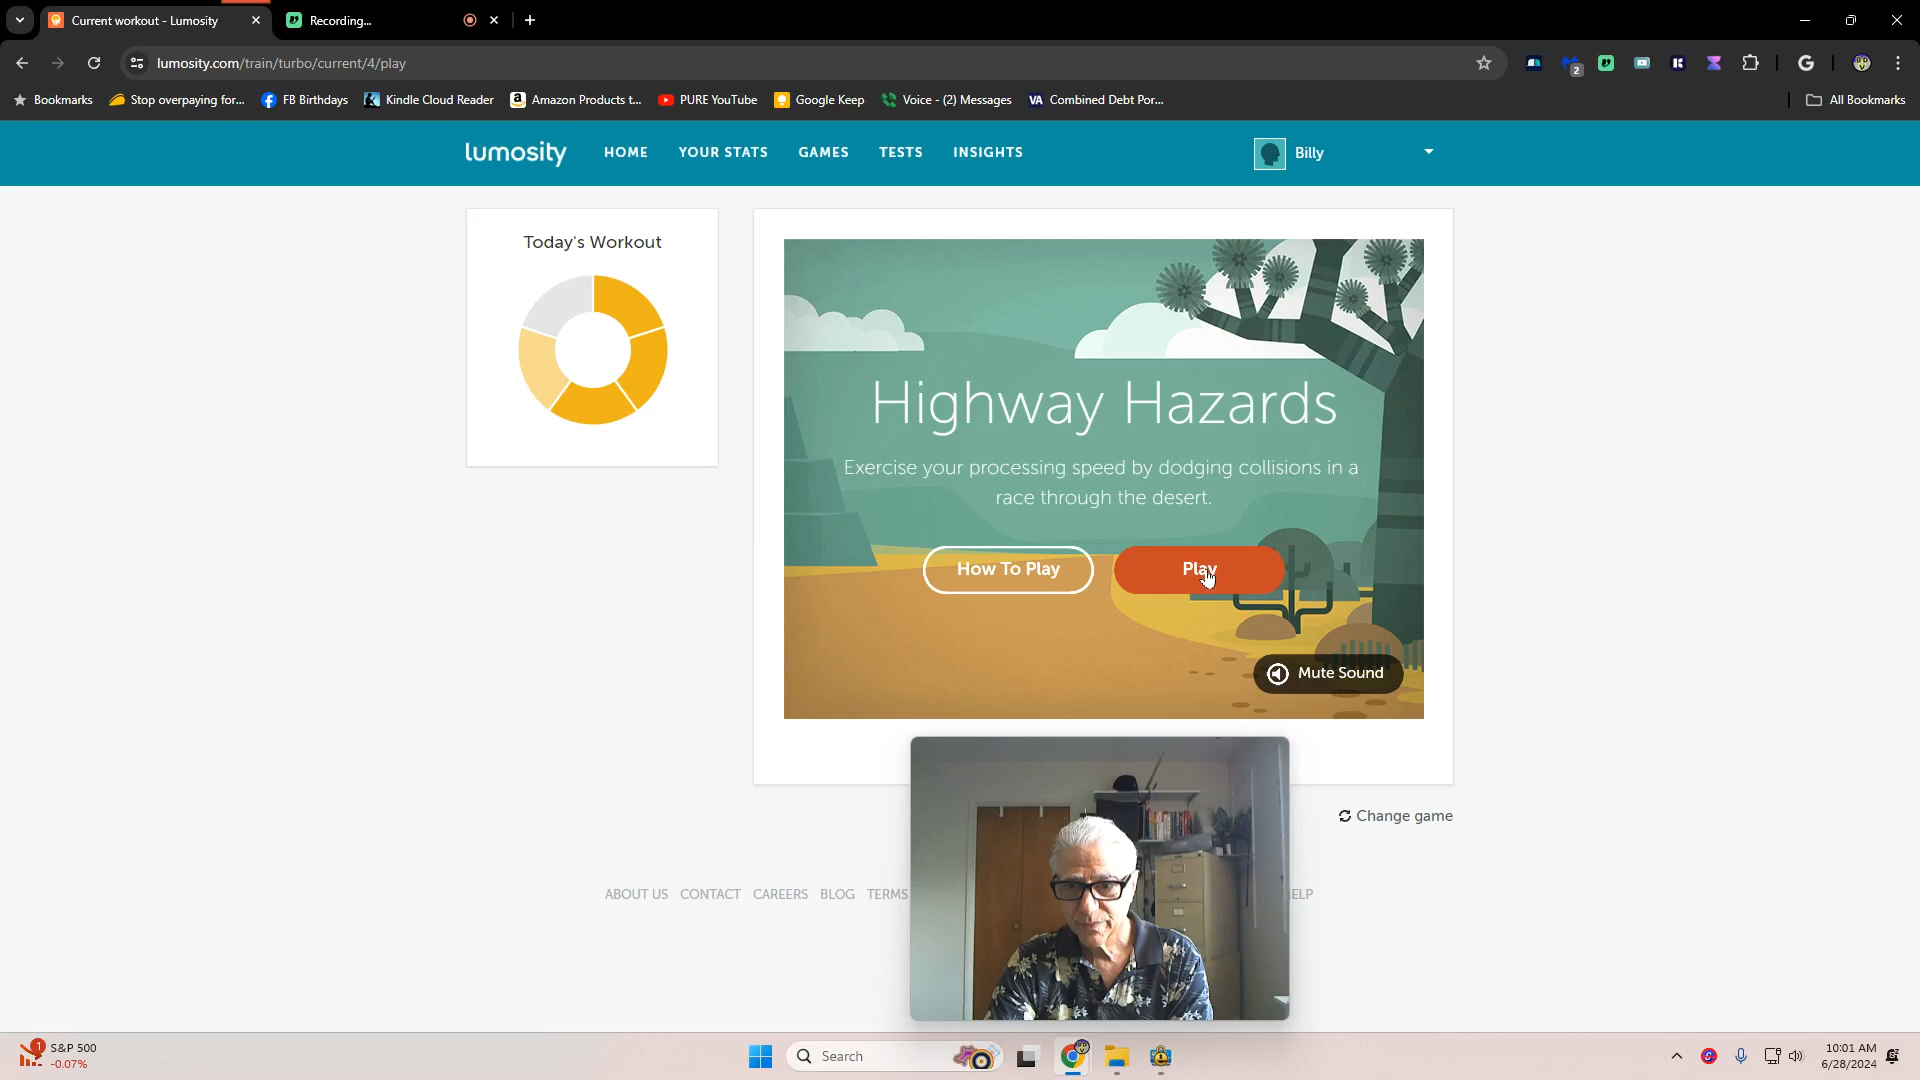 Current workout - Lumosity
Recording...
lumosity.com/train/turbo/current/4/play
2
Bookmarks
Stop overpaying for...
FB Birthdays
Kindle Cloud Reader
Amazon Products t...
PURE YouTube
Google Keep
Voice - (2) Messages
VA Combined Debt Por...
All Bookmarks
lumosity
HOME
YOUR STATS
GAMES
TESTS
INSIGHTS
Billy
Today's Workout
Highway Hazards
Exercise your processing speed by dodging collisions in a
race through the desert.
How To Play
Play
Mute Sound
Change game
ABOUT US
CONTACT
CAREERS
BLOG
TERMS
1
S&P 500
-0.07%
Search
10:01 AM
6/28/2024